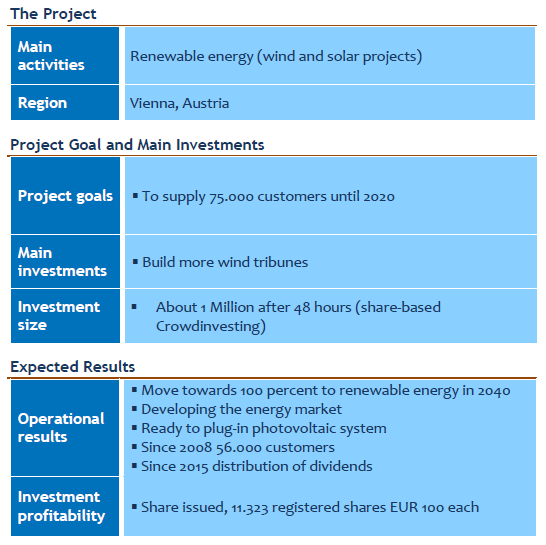 The Project
Main
activities
Renewable energy (wind and solar projects)
Region
Vienna, Austria
Project Goal and Main Investments
Project goals
▪ To supply 75.000 customers until 2020
Main
investments
▪ Build more wind tribunes
Investment
size
▪ About 1 Million after 48 hours (share-based
Crowdinvesting)
Expected Results
Operational
results
▪ Move towards 100 percent to renewable energy in 2040
▪ Developing the energy market
▪ Ready to plug-in photovoltaic system
▪ Since 2008 56.000 customers
▪ Since 2015 distribution of dividends
Investment
profitability
▪ Share issued, 11.323 registered shares EUR 100 each